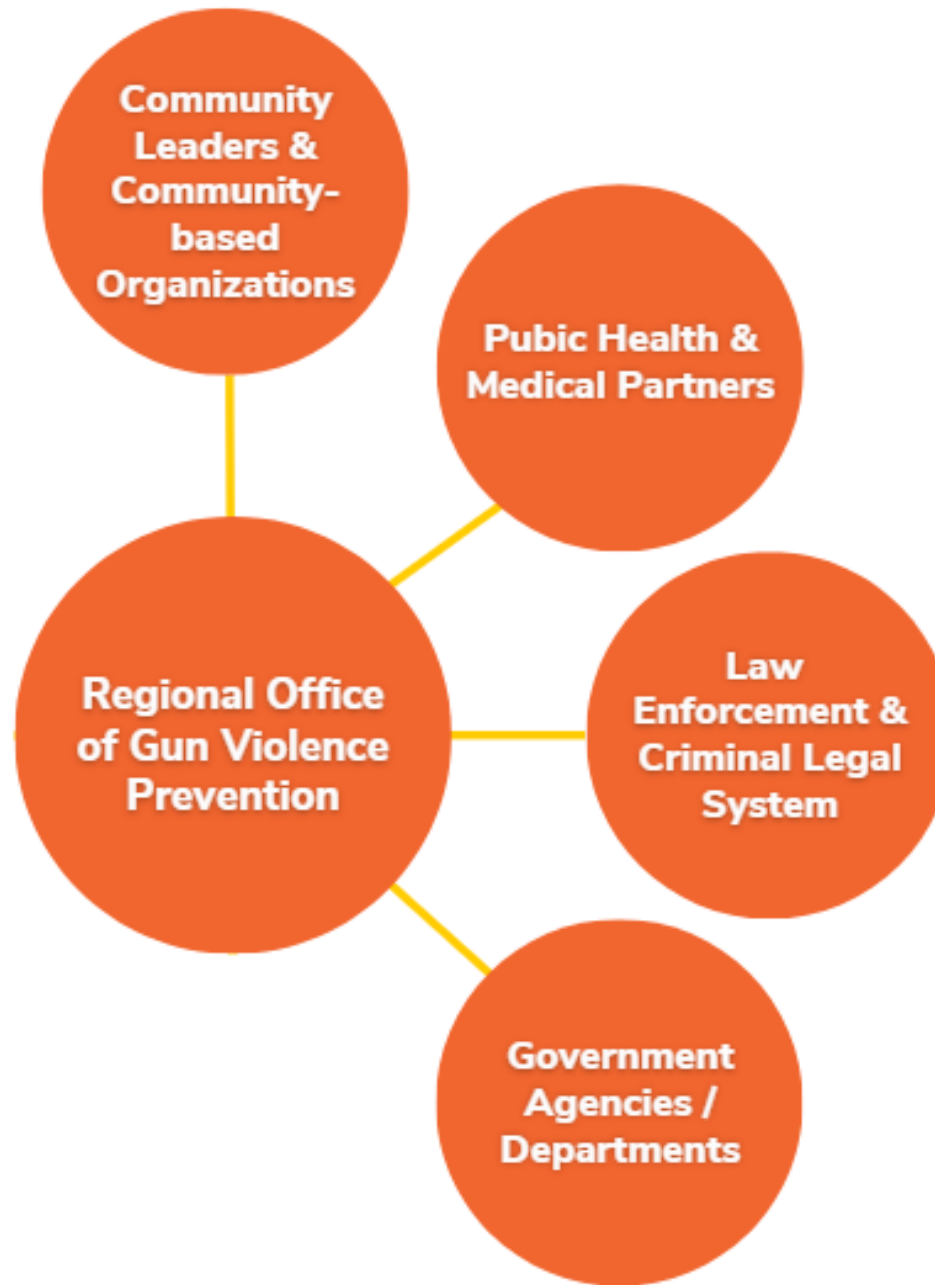 Community
Leaders &
Community-
based
Organizations
Pubic Health &
Medical Partners
Law
Enforcement &
Criminal Legal
System
Regional Office
of Gun Violence
Prevention
Government
Agencies /
Departments